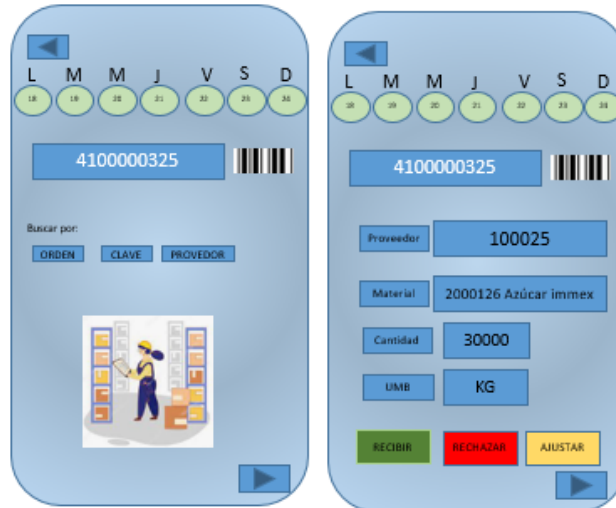 L M M J V S D
18 19 20 21 22 23 24
4100000325
Buscar por:
ORDEN CLAVE PROVEDOR
L M M J V S D
18 19 20 21 22 23 24
4100000325
Proveedor 100025
Material 2000126 Azúcar immex
Cantidad 30000
UMB KG
RECIBIR RECHAZAR AJUSTAR